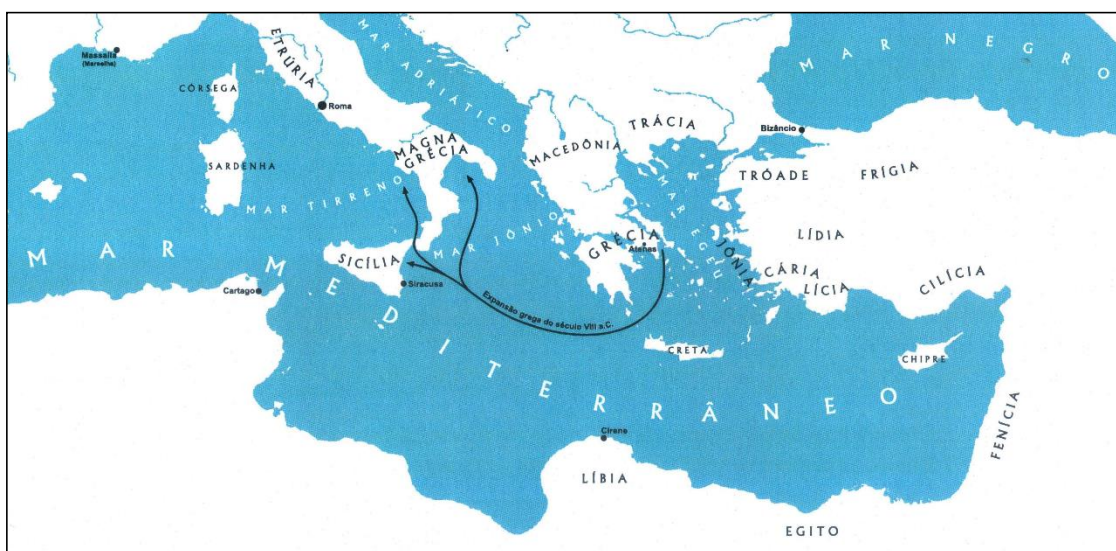 Massalia
(Marselha)
CÓRSEGA
SARDENHA
ETRÚRIA
Roma
MAR ADRIÁTICO
MAGNA
GRÉCIA
MAR TIRRENO
SICÍLIA
Siracusa
Cartago
MAR JÔNIO
MACEDÔNIA
TRÁCIA
Bizâncio
MAR NEGRO
TRÓADE
FRÍGIA
MAR EGEU
GRÉCIA
Atenas
JÔNIA
LÍDIA
CÁRIA
LÍCIA
CILÍCIA
Expansão grega do século VIII a.C.
CRETA
CHIPRE
MAR MEDITERRÂNEO
FENÍCIA
Cirene
LÍBIA
EGITO